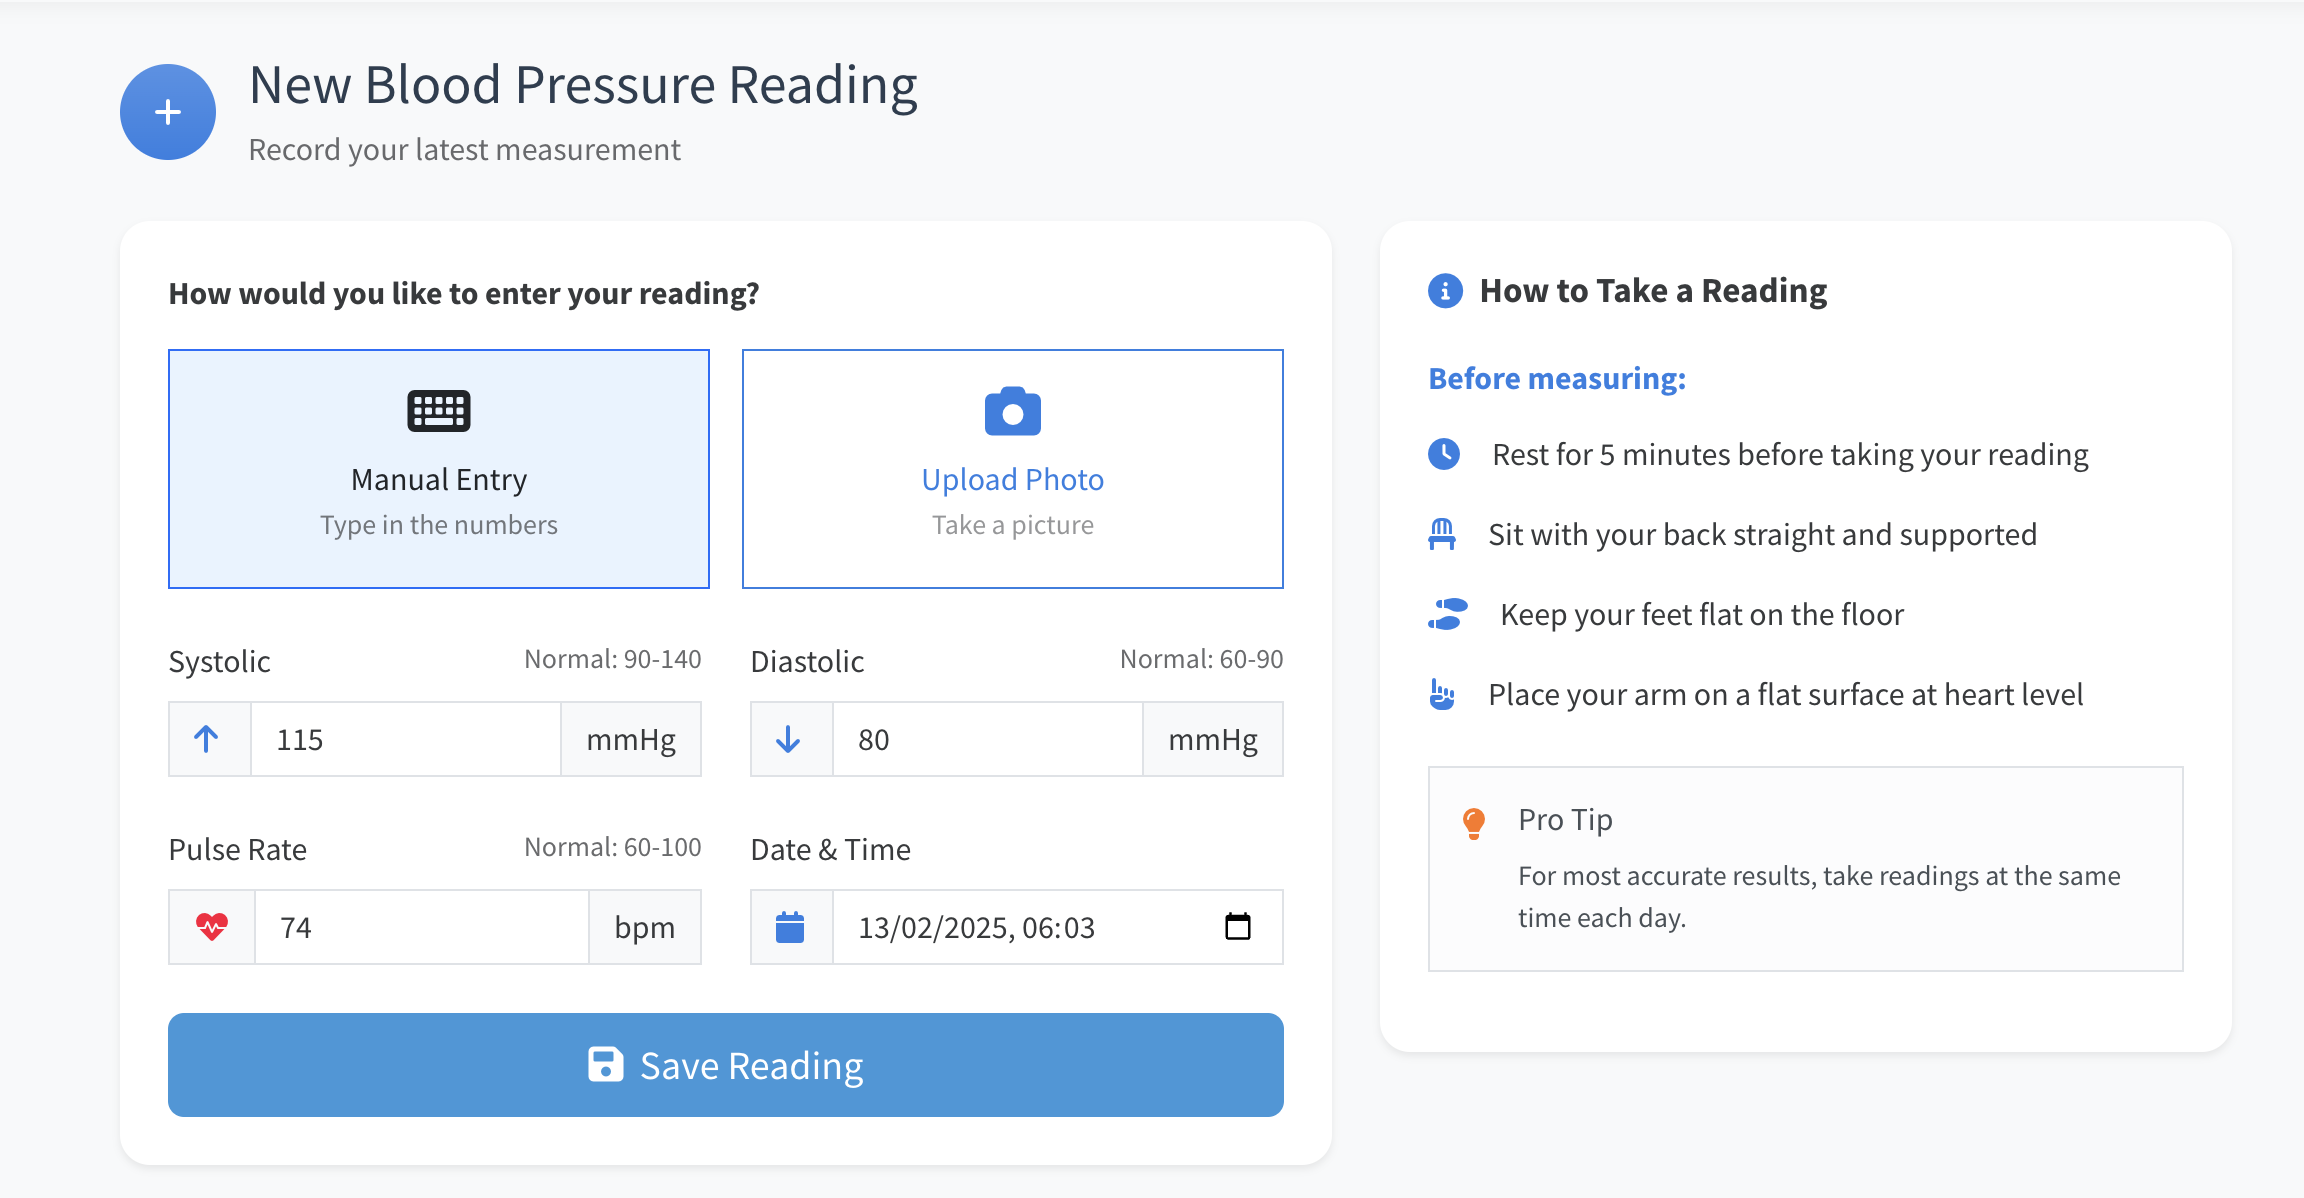 New Blood Pressure Reading
Record your latest measurement
How would you like to enter your reading?
Manual Entry
Type in the numbers
Upload Photo
Take a picture
Systolic
Normal: 90-140
115
mmHg
Diastolic
Normal: 60-90
80
mmHg
Pulse Rate
Normal: 60-100
74
bpm
Date & Time
13/02/2025, 06:03
Save Reading
How to Take a Reading
Before measuring:
Rest for 5 minutes before taking your reading
Sit with your back straight and supported
Keep your feet flat on the floor
Place your arm on a flat surface at heart level
Pro Tip
For most accurate results, take readings at the same
time each day.